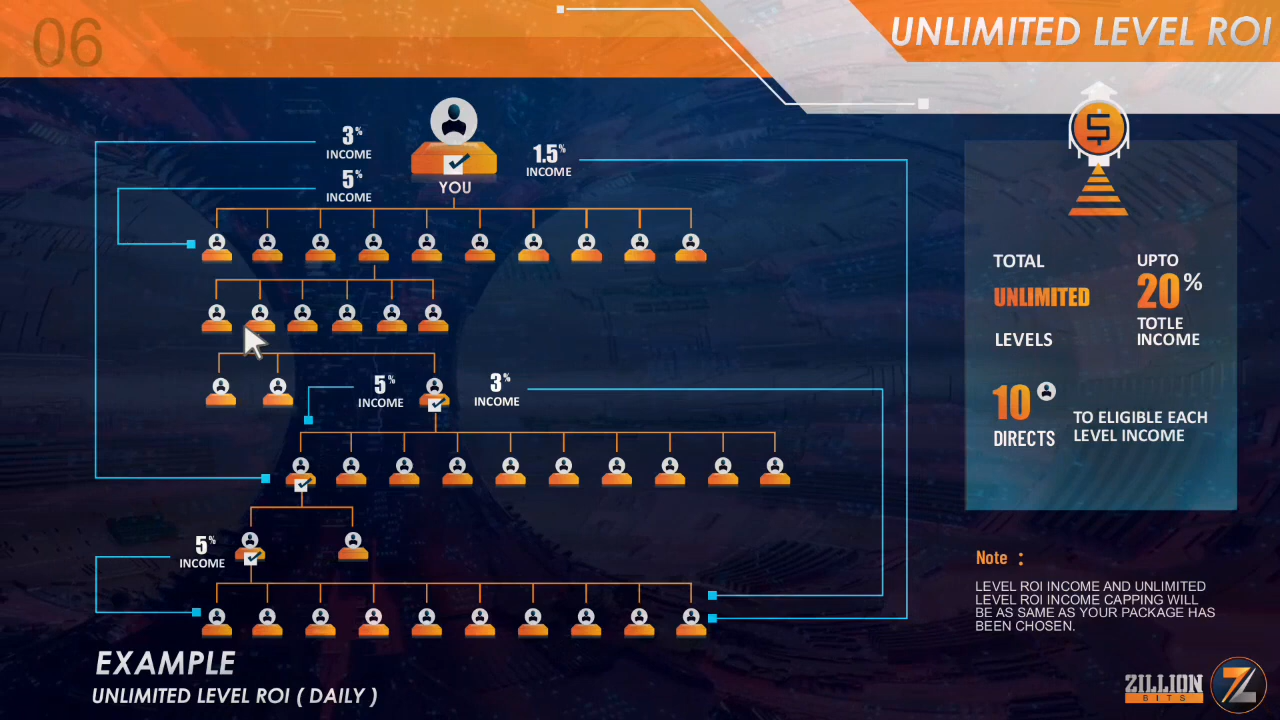 06
UNLIMITED LEVEL ROI
3%
INCOME
5%
INCOME
1.5%
INCOME
YOU
5%
INCOME
3%
INCOME
5%
INCOME
TOTAL
UNLIMITED
LEVELS
UPTO
20%
TOTLE
INCOME
10
DIRECTS
TO ELIGIBLE EACH
LEVEL INCOME
Note :
LEVEL ROI INCOME AND UNLIMITED
LEVEL ROI INCOME CAPPING WILL
BE AS SAME AS YOUR PACKAGE HAS
BEEN CHOSEN.
EXAMPLE
UNLIMITED LEVEL ROI ( DAILY )
ZILLION
BITS